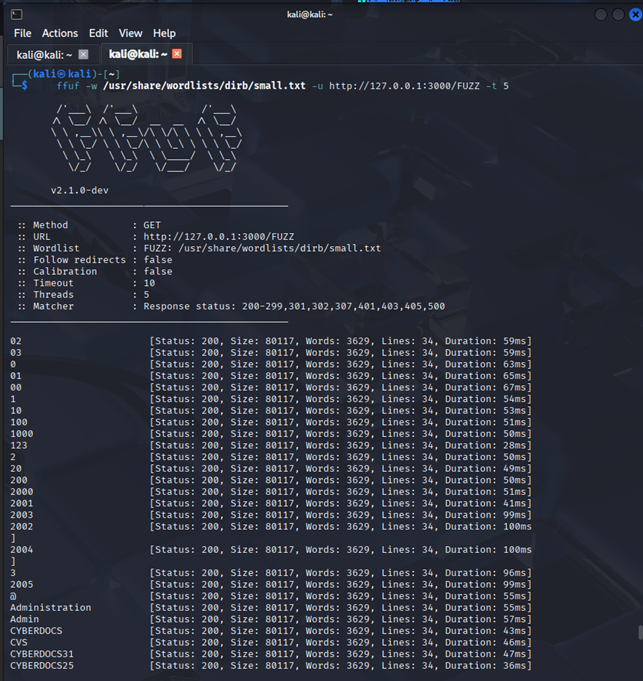 kali@kali: ~
File Actions Edit View Help
kali@kali: ~ kali@kali: ~
(kali㉿kali)-[~]
$ ffuf -w /usr/share/wordlists/dirb/small.txt -u http://127.0.0.1:3000/FUZZ -t 5
v2.1.0-dev
:: Method : GET
:: URL : http://127.0.0.1:3000/FUZZ
:: Wordlist : FUZZ: /usr/share/wordlists/dirb/small.txt
:: Follow redirects : false
:: Calibration : false
:: Timeout : 10
:: Threads : 5
:: Matcher : Response status: 200-299,301,302,307,401,403,405,500
02 [Status: 200, Size: 80117, Words: 3629, Lines: 34, Duration: 59ms]
03 [Status: 200, Size: 80117, Words: 3629, Lines: 34, Duration: 59ms]
0 [Status: 200, Size: 80117, Words: 3629, Lines: 34, Duration: 63ms]
01 [Status: 200, Size: 80117, Words: 3629, Lines: 34, Duration: 65ms]
00 [Status: 200, Size: 80117, Words: 3629, Lines: 34, Duration: 67ms]
1 [Status: 200, Size: 80117, Words: 3629, Lines: 34, Duration: 54ms]
10 [Status: 200, Size: 80117, Words: 3629, Lines: 34, Duration: 53ms]
100 [Status: 200, Size: 80117, Words: 3629, Lines: 34, Duration: 51ms]
1000 [Status: 200, Size: 80117, Words: 3629, Lines: 34, Duration: 50ms]
123 [Status: 200, Size: 80117, Words: 3629, Lines: 34, Duration: 28ms]
2 [Status: 200, Size: 80117, Words: 3629, Lines: 34, Duration: 50ms]
20 [Status: 200, Size: 80117, Words: 3629, Lines: 34, Duration: 49ms]
200 [Status: 200, Size: 80117, Words: 3629, Lines: 34, Duration: 50ms]
2000 [Status: 200, Size: 80117, Words: 3629, Lines: 34, Duration: 51ms]
2001 [Status: 200, Size: 80117, Words: 3629, Lines: 34, Duration: 41ms]
2003 [Status: 200, Size: 80117, Words: 3629, Lines: 34, Duration: 99ms]
2002 [Status: 200, Size: 80117, Words: 3629, Lines: 34, Duration: 100ms
]
2004 [Status: 200, Size: 80117, Words: 3629, Lines: 34, Duration: 100ms
]
3 [Status: 200, Size: 80117, Words: 3629, Lines: 34, Duration: 96ms]
2005 [Status: 200, Size: 80117, Words: 3629, Lines: 34, Duration: 99ms]
@ [Status: 200, Size: 80117, Words: 3629, Lines: 34, Duration: 55ms]
Administration [Status: 200, Size: 80117, Words: 3629, Lines: 34, Duration: 55ms]
Admin [Status: 200, Size: 80117, Words: 3629, Lines: 34, Duration: 57ms]
CYBERDOCS [Status: 200, Size: 80117, Words: 3629, Lines: 34, Duration: 43ms]
CVS [Status: 200, Size: 80117, Words: 3629, Lines: 34, Duration: 46ms]
CYBERDOCS31 [Status: 200, Size: 80117, Words: 3629, Lines: 34, Duration: 47ms]
CYBERDOCS25 [Status: 200, Size: 80117, Words: 3629, Lines: 34, Duration: 36ms]